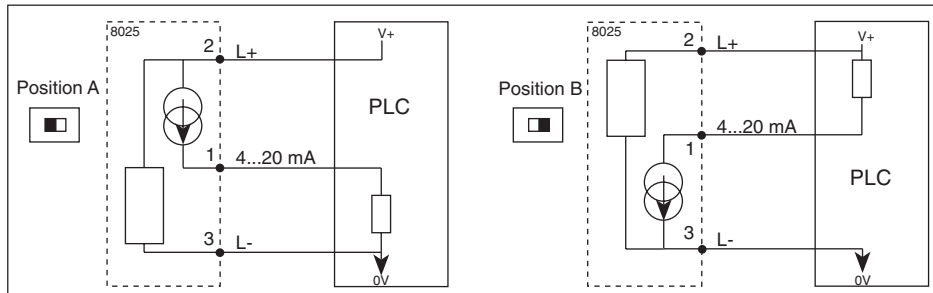 8025
2
L+
V+
Position A
PLC
1
4...20 mA
3
L-
0V
8025
2
L+
V+
Position B
1
4...20 mA
PLC
3
L-
0V